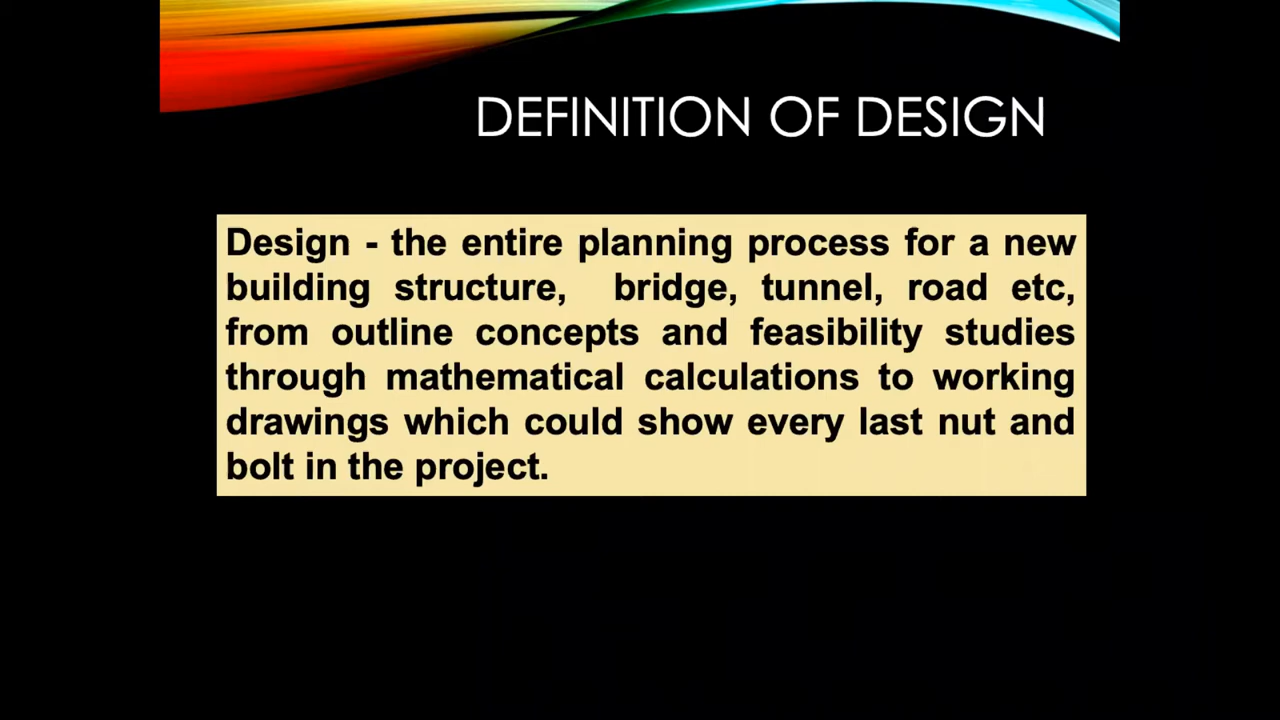 DEFINITION OF DESIGN
Design - the entire planning process for a new
building structure, bridge, tunnel, road etc,
from outline concepts and feasibility studies
through mathematical calculations to working
drawings which could show every last nut and
bolt in the project.